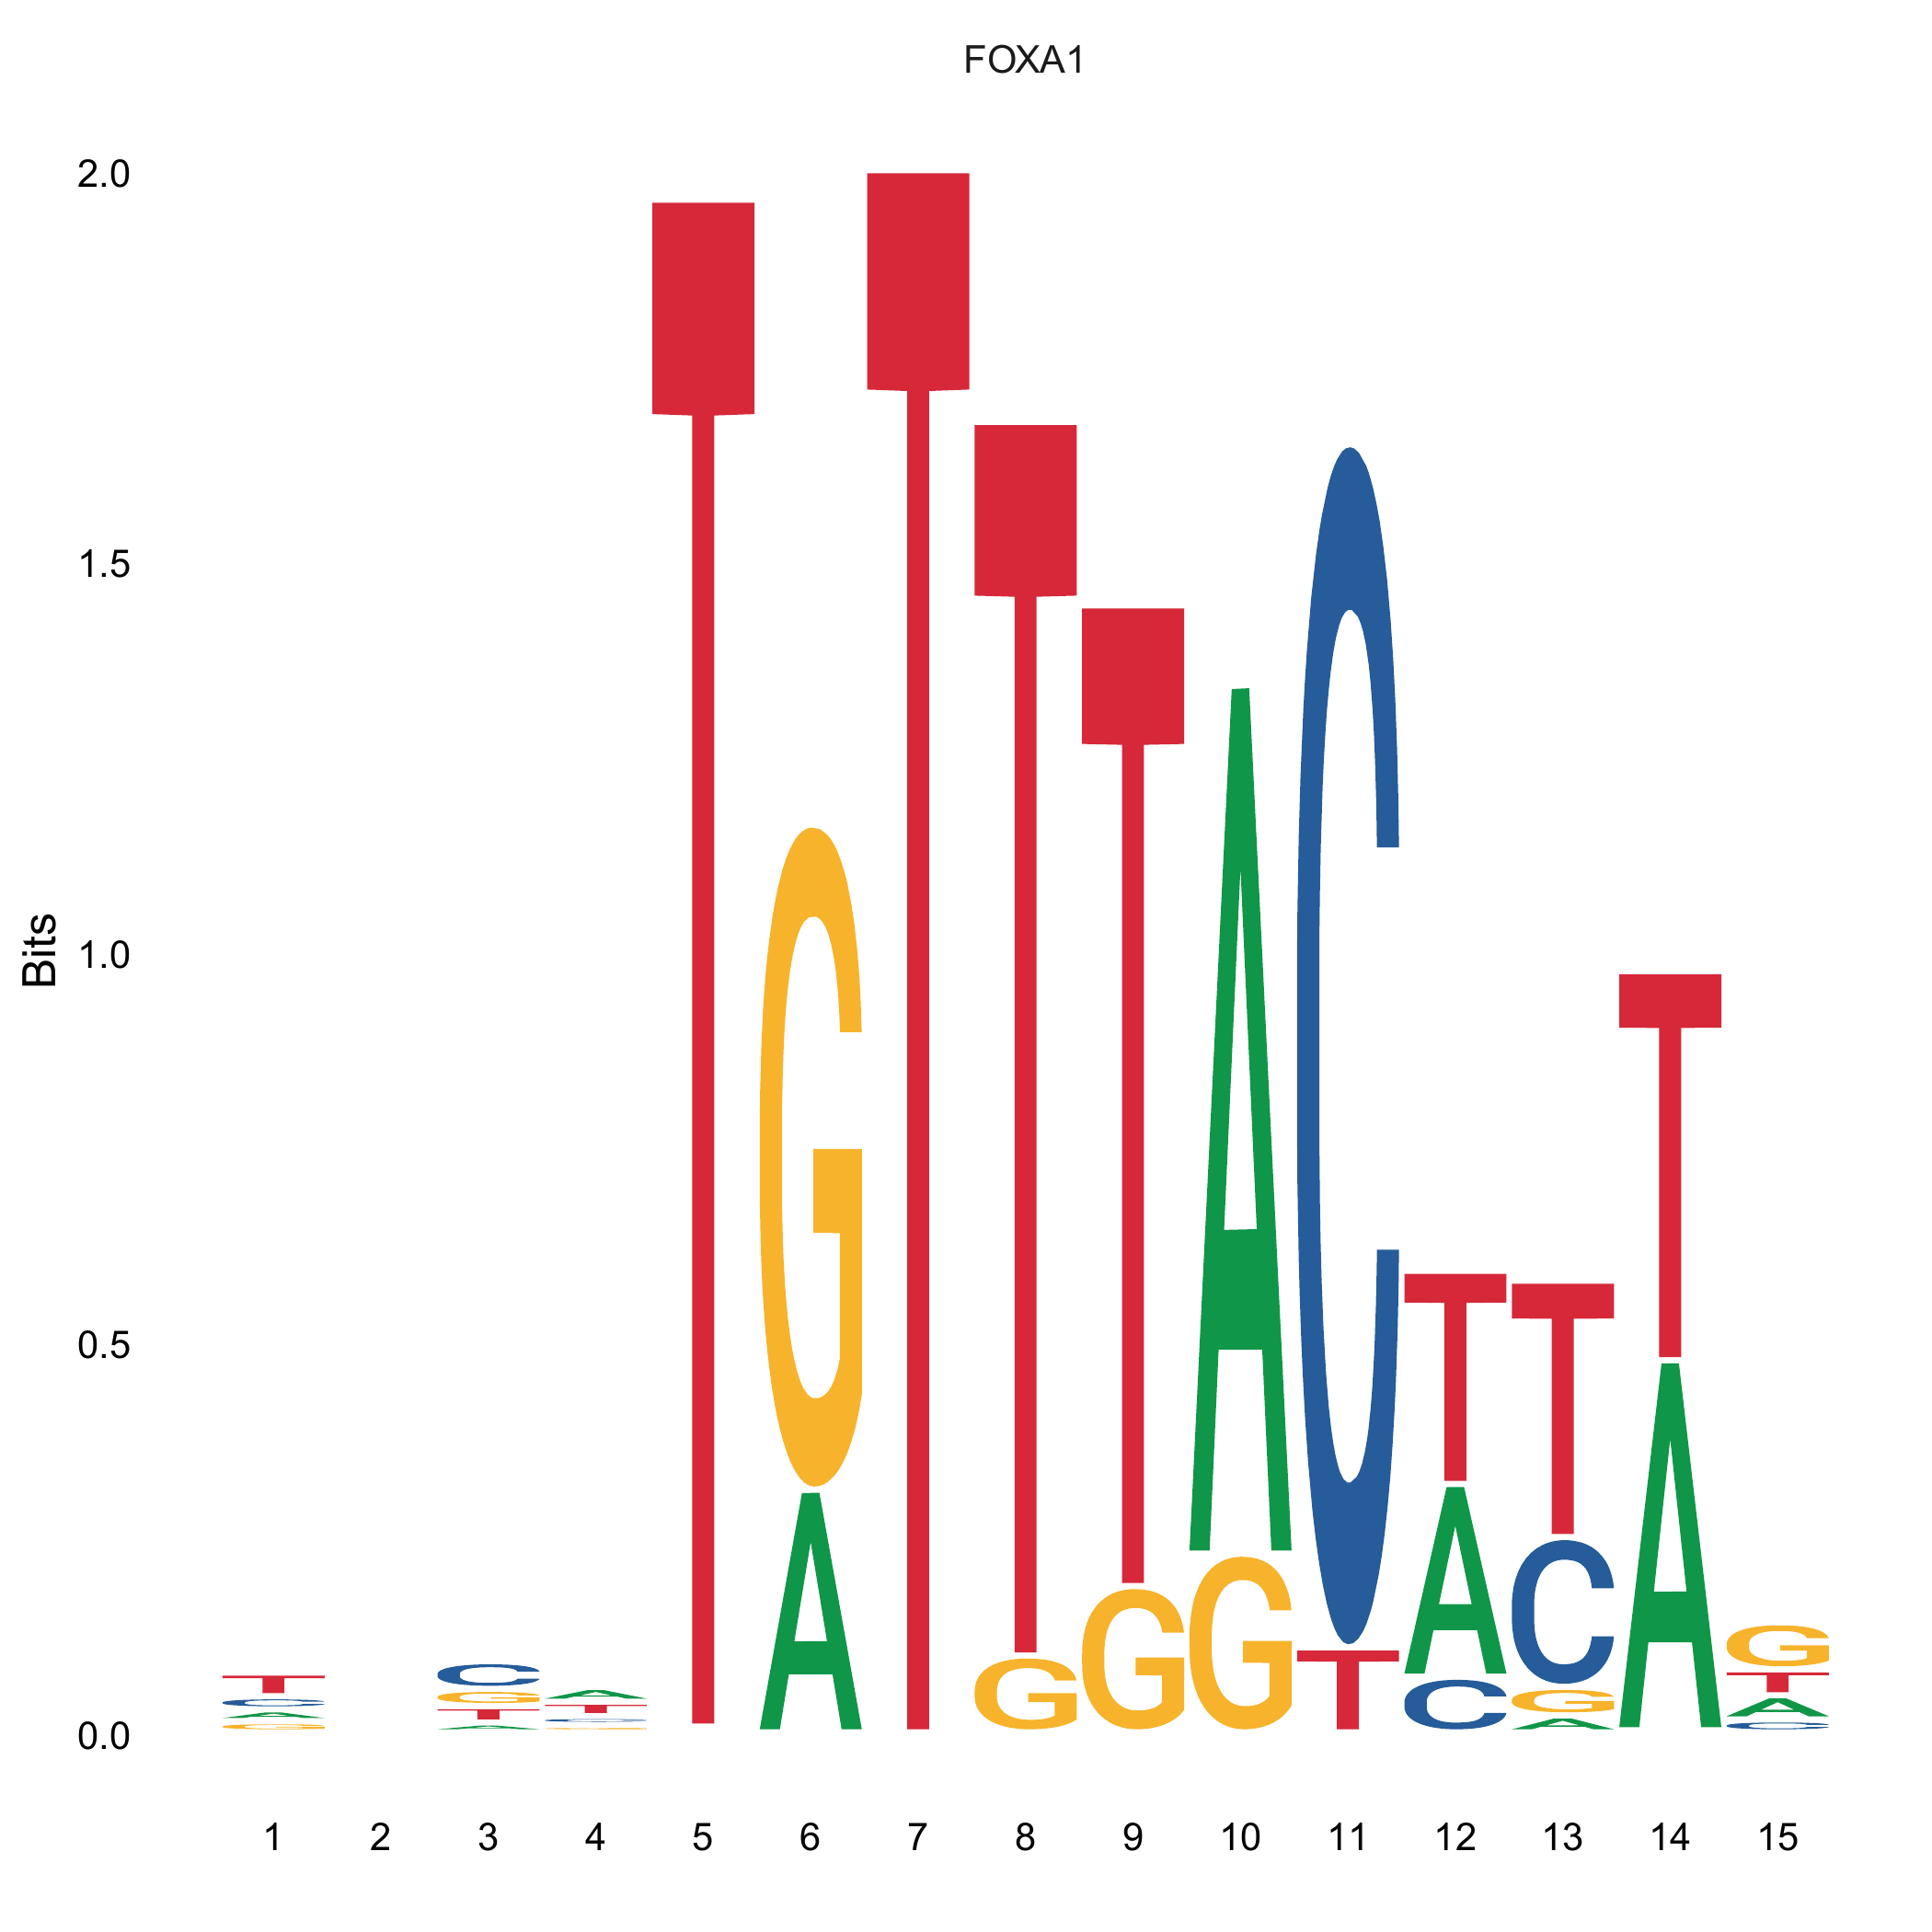 FOXA1
2.0
1.5
1.0
0.5
0.0
Bits
T C A G
C G T A
A T C G
T
G A
T
T G
T G
A G
C T
T A C
T C G A
T A
G T A C
1 2 3 4 5 6 7 8 9 10 11 12 13 14 15